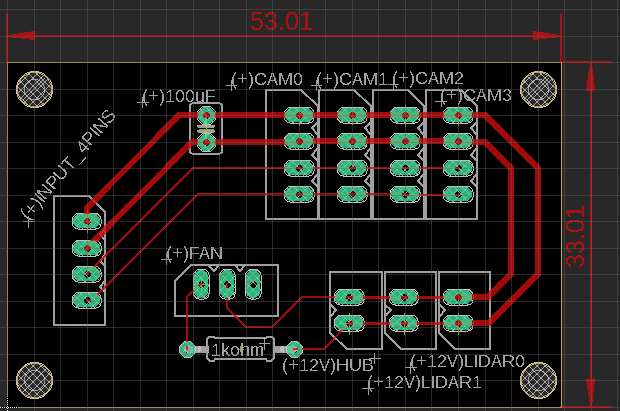 53.01
(+)100uF
(+)CAM0
(+)CAM1
(+)CAM2
(+)CAM3
(+)INPUT_4PINS
33.01
(+)FAN
1kohm
(+12V)HUB
(+12V)LIDAR0
(+12V)LIDAR1